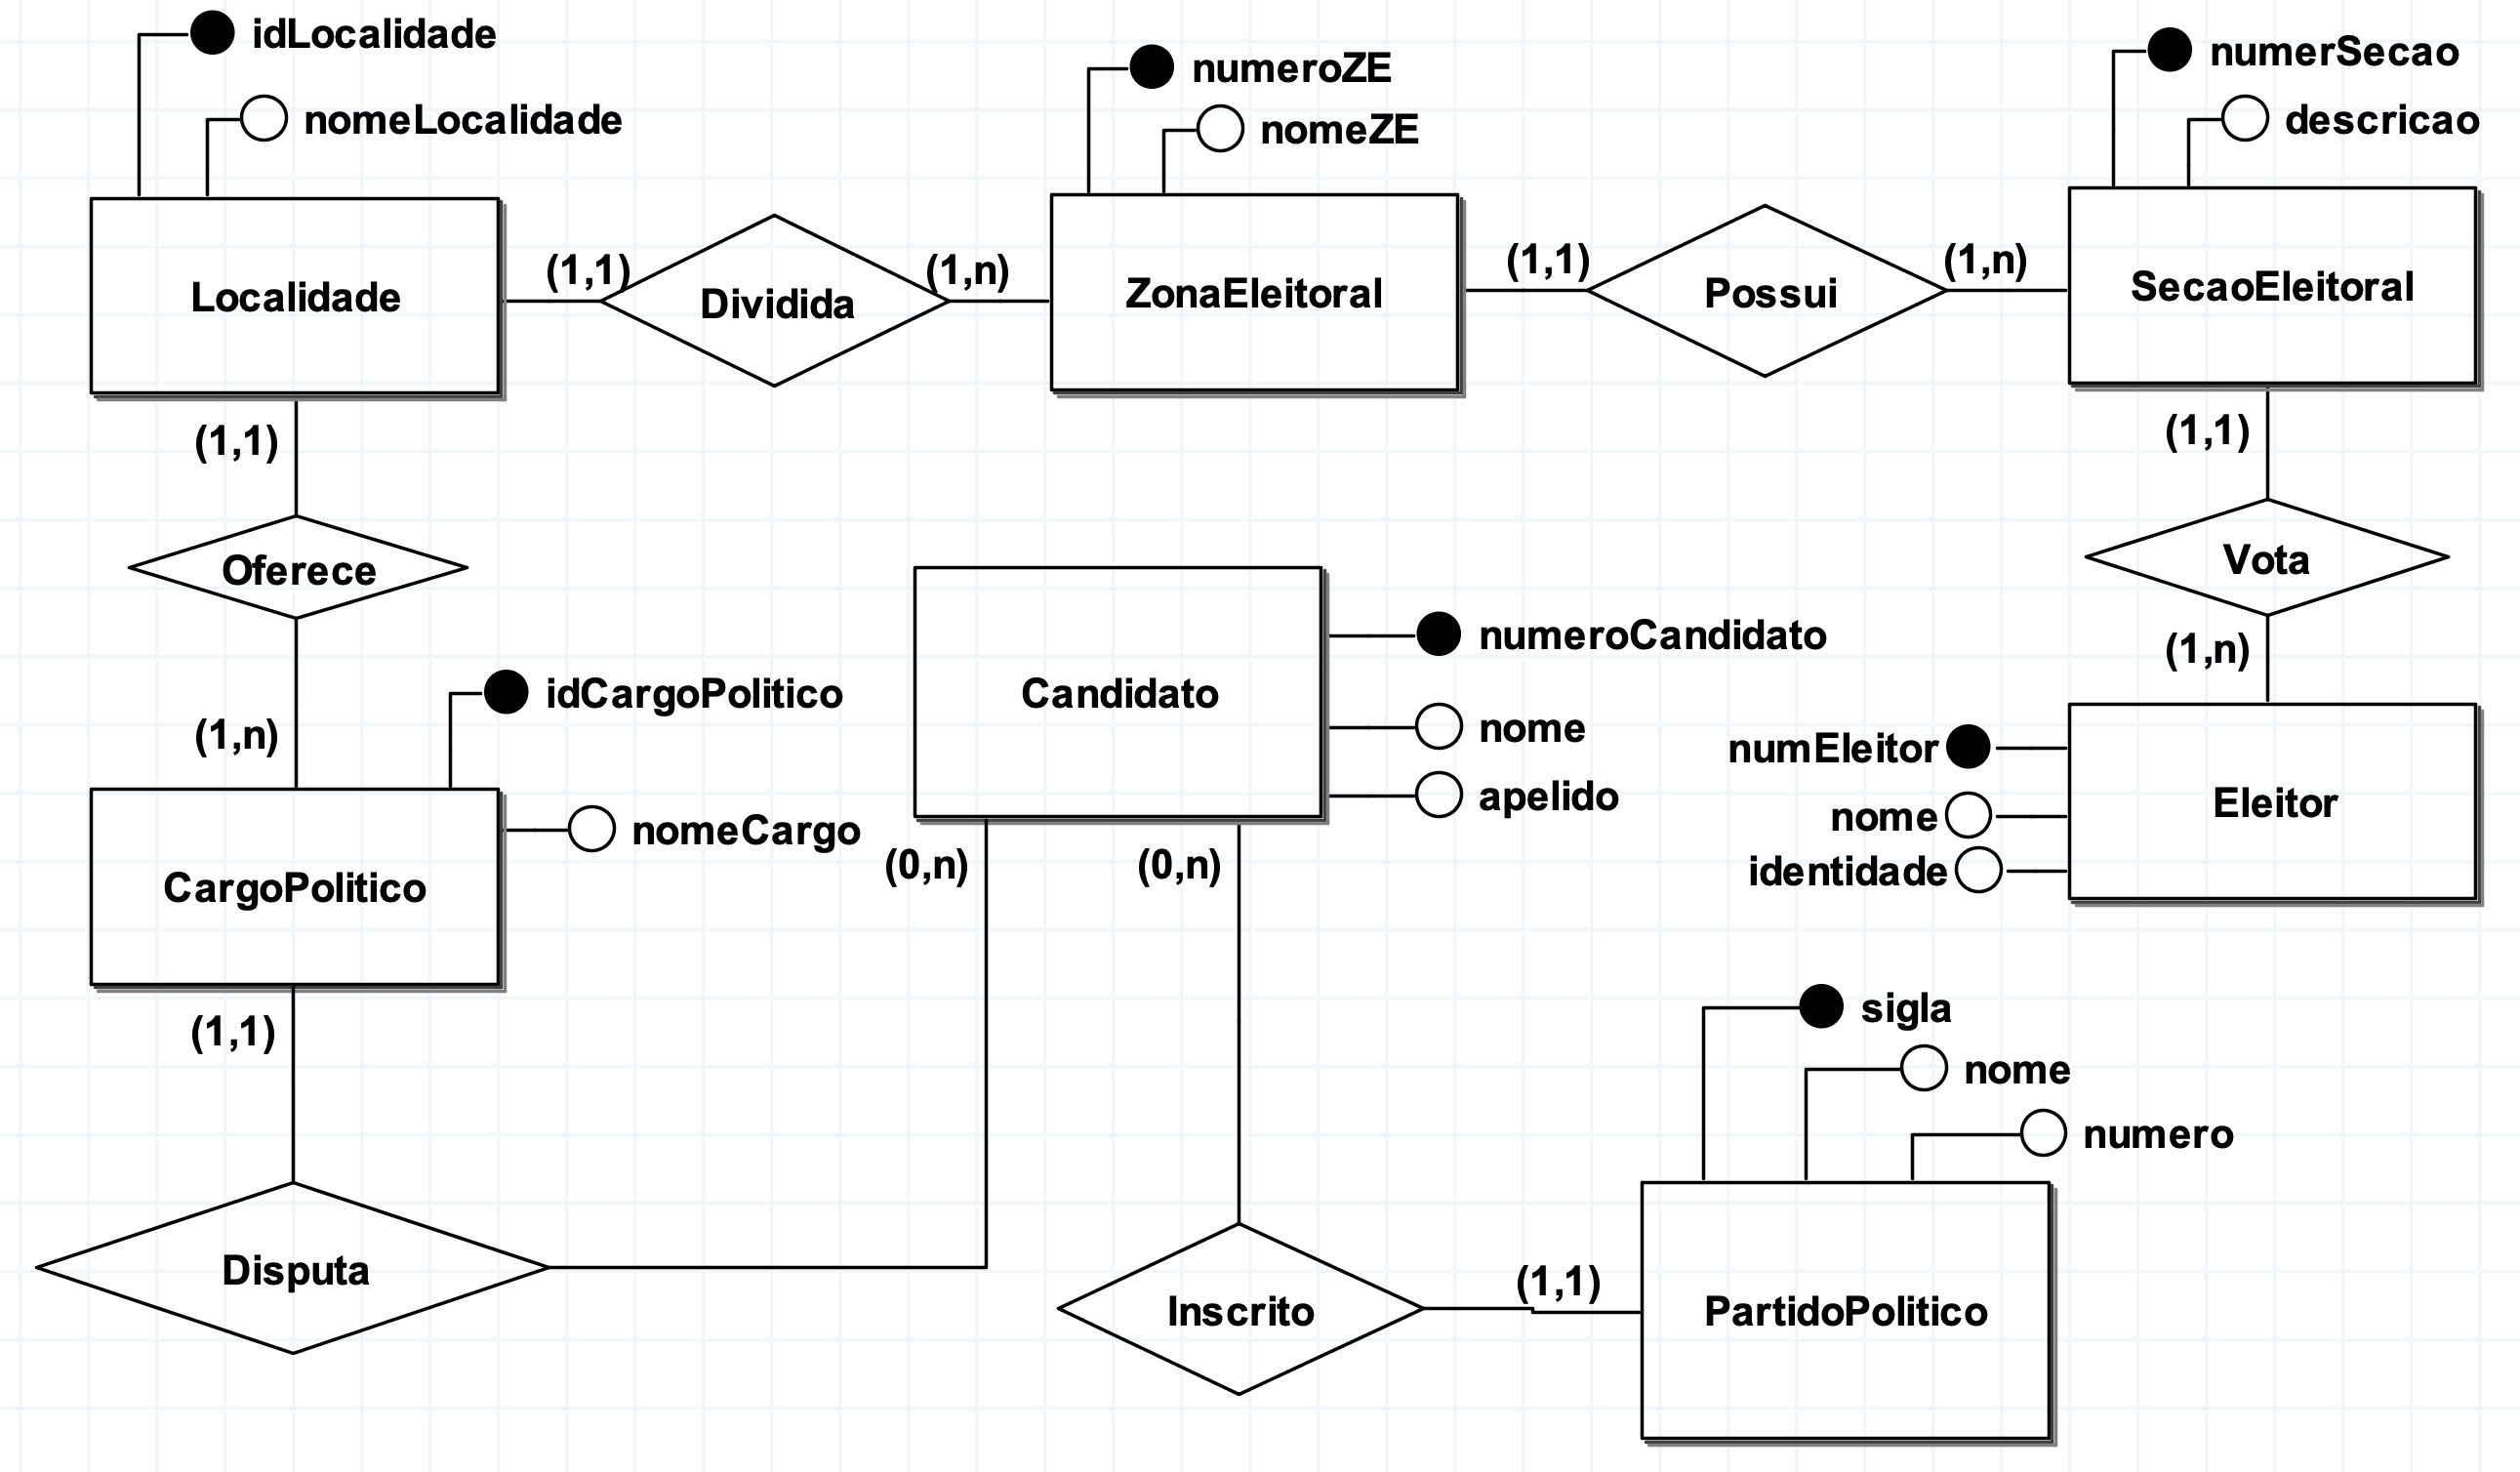 idLocalidade
nomeLocalidade
numeroZE
nomeZE
numerSecao
descricao
Localidade
(1,1)
Dividida
(1,n)
ZonaEleitoral
(1,1)
Possui
(1,n)
SecaoEleitoral
(1,1)
Oferece
(1,n)
(1,1)
Vota
(1,n)
Candidato
numeroCandidato
nome
apelido
idCargoPolitico
nomeCargo
CargoPolitico
(0,n)
(0,n)
numEleitor
nome
identidade
Eleitor
(1,1)
Disputa
sigla
nome
numero
Inscrito
(1,1)
PartidoPolitico